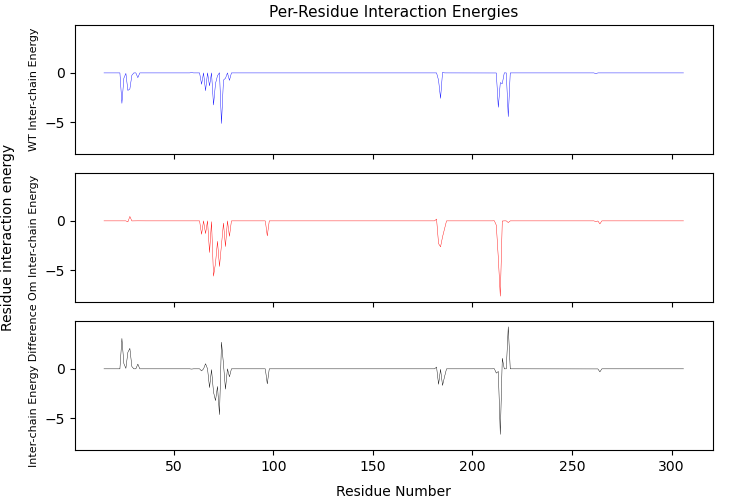 Per-Residue Interaction Energies
Residue interaction energy
WT Inter-chain Energy
0
−5
Om Inter-chain Energy
0
−5
Inter-chain Energy Difference
0
−5
50
100
150
200
250
300
Residue Number